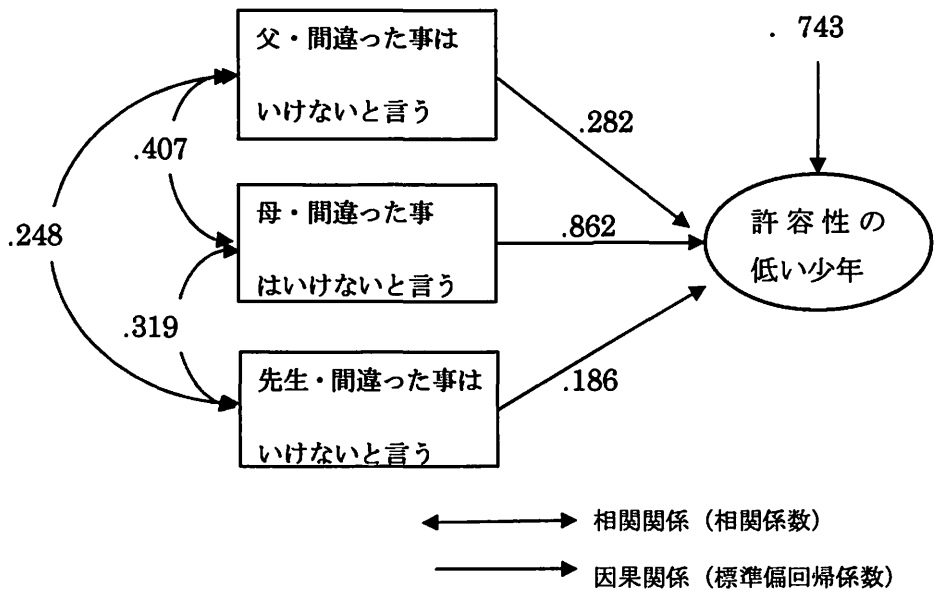 父・間違った事は
いけないと言う
. 743
.282
.407
母・間違った事
はいけないと言う
.862
許容性の
低い少年
.248
.319
先生・間違った事は
いけないと言う
.186
相関関係（相関係数）
因果関係（標準偏回帰係数）